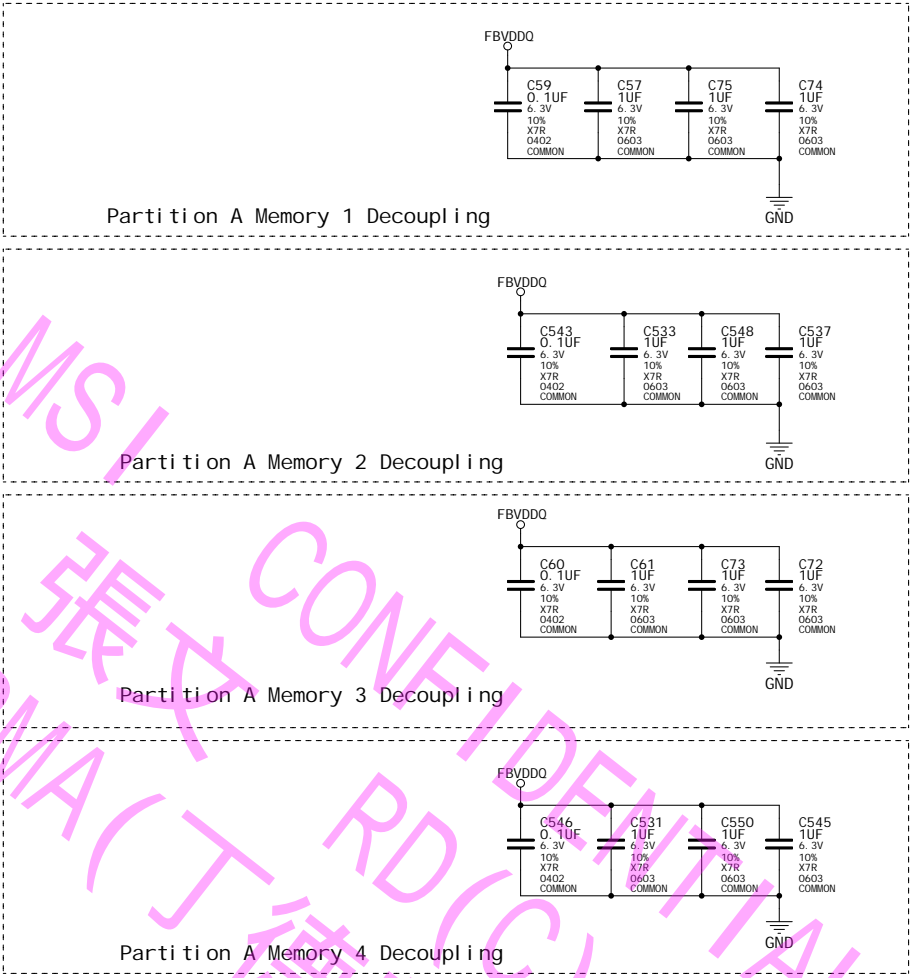 FBVDDQ
C59
0.1UF
6.3V
10%
X7R
0402
COMMON
C57
1UF
6.3V
10%
X7R
0603
COMMON
C75
1UF
6.3V
10%
X7R
0603
COMMON
C74
1UF
6.3V
10%
X7R
0603
COMMON
GND
Partition A Memory 1 Decoupling
FBVDDQ
C543
0.1UF
6.3V
10%
X7R
0402
COMMON
C533
1UF
6.3V
10%
X7R
0603
COMMON
C548
1UF
6.3V
10%
X7R
0603
COMMON
C537
1UF
6.3V
10%
X7R
0603
COMMON
GND
Partition A Memory 2 Decoupling
FBVDDQ
C60
0.1UF
6.3V
10%
X7R
0402
COMMON
C61
1UF
6.3V
10%
X7R
0603
COMMON
C73
1UF
6.3V
10%
X7R
0603
COMMON
C72
1UF
6.3V
10%
X7R
0603
COMMON
GND
Partition A Memory 3 Decoupling
FBVDDQ
C546
0.1UF
6.3V
10%
X7R
0402
COMMON
C531
1UF
6.3V
10%
X7R
0603
COMMON
C550
1UF
6.3V
10%
X7R
0603
COMMON
C545
1UF
6.3V
10%
X7R
0603
COMMON
GND
Partition A Memory 4 Decoupling
MSI CONFIDENTIAL
張文 RD(C)
MA(丁